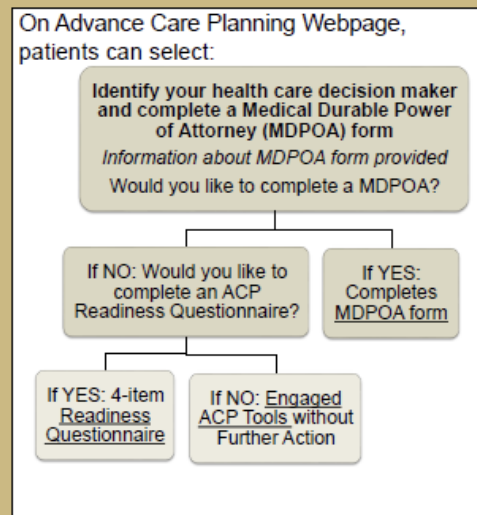 On Advance Care Planning Webpage,
patients can select:
Identify your health care decision maker
and complete a Medical Durable Power
of Attorney (MDPOA) form
Information about MDPOA form provided
Would you like to complete a MDPOA?
If NO: Would you like to
complete an ACP
Readiness Questionnaire?
If YES:
Completes
MDPOA form
If YES: 4-item
Readiness
Questionnaire
If NO: Engaged
ACP Tools without
Further Action